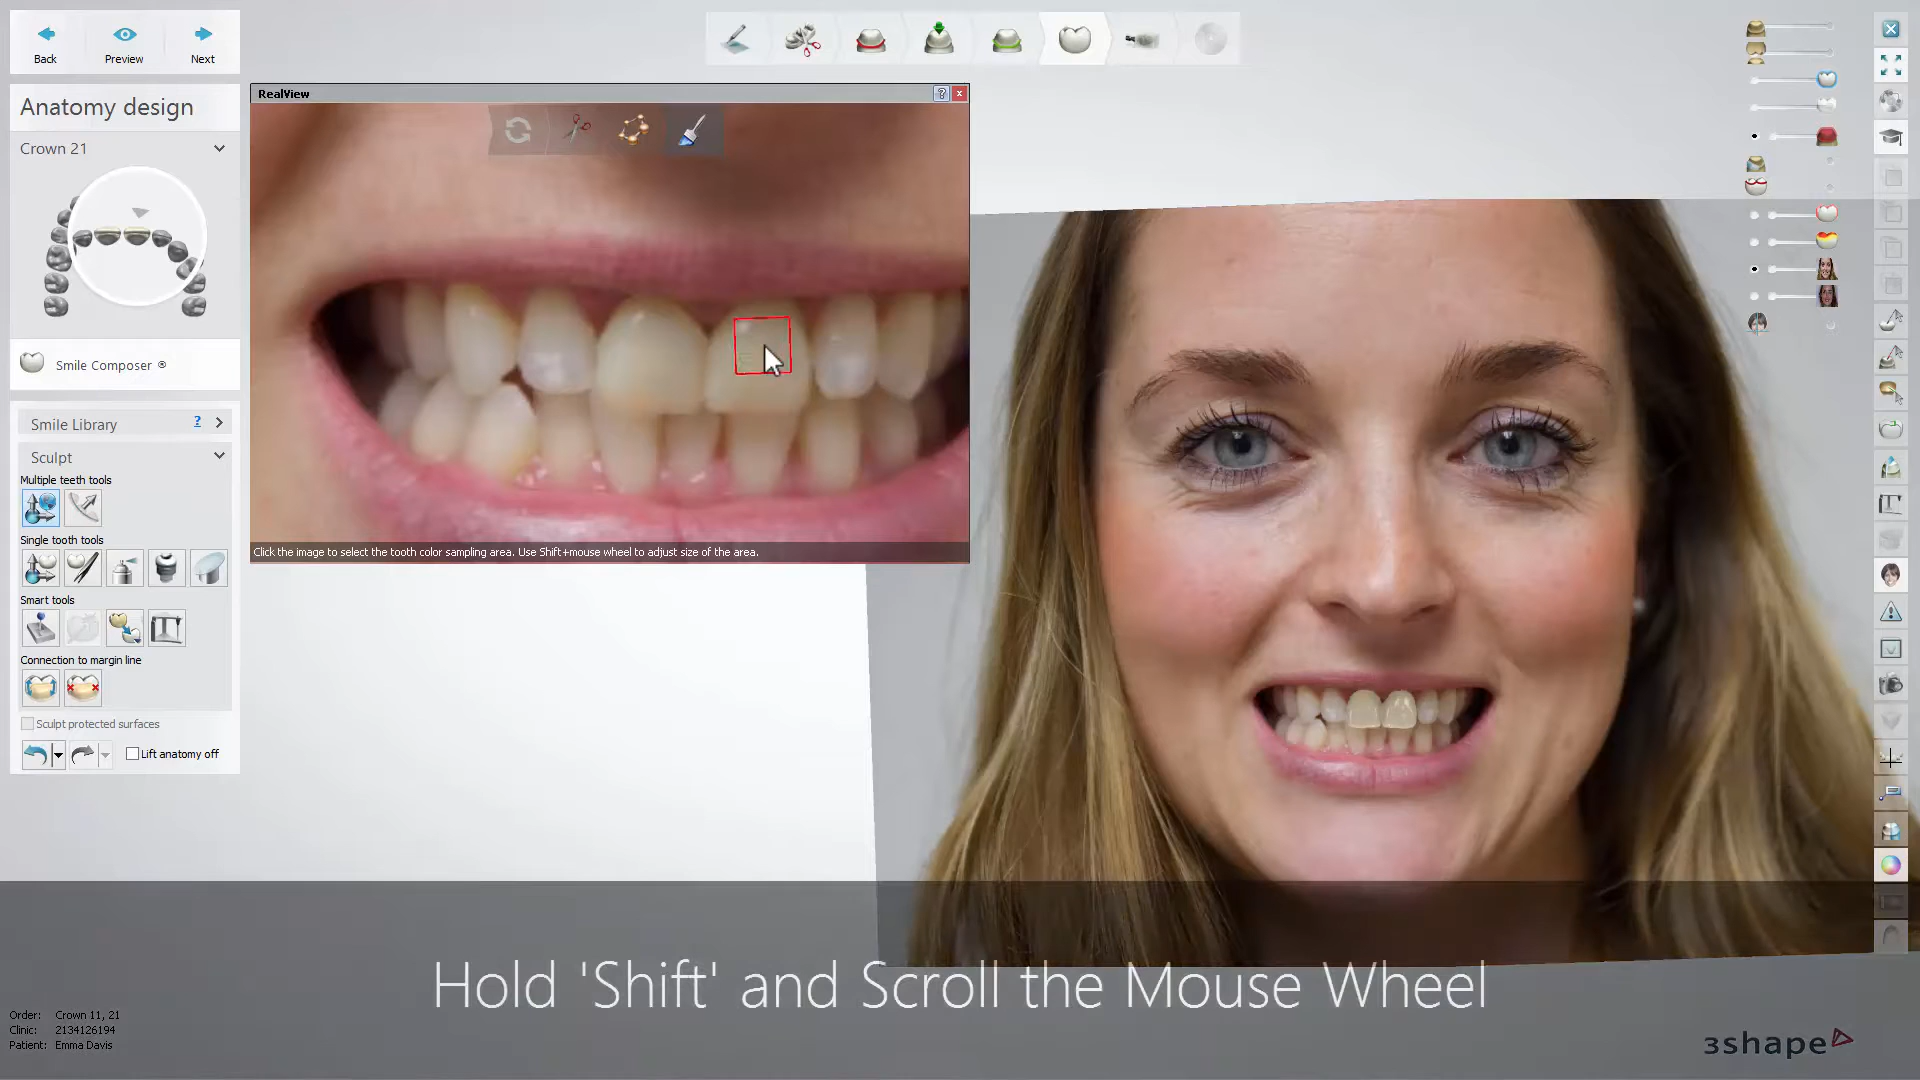 Back
Preview
Next
Anatomy design
Crown 21
Smile Composer ®
Smile Library ?
Sculpt
Multiple teeth tools
Single tooth tools
Smart tools
Connection to margin line
Sculpt protected surfaces
Lift anatomy off
RealView
? x
Click the image to select the tooth color sampling area. Use Shift+mouse wheel to adjust size of the area.
Hold 'Shift' and Scroll the Mouse Wheel
Order: Crown 11, 21
Clinic: 2134126194
Patient: Emma Davis
3shape